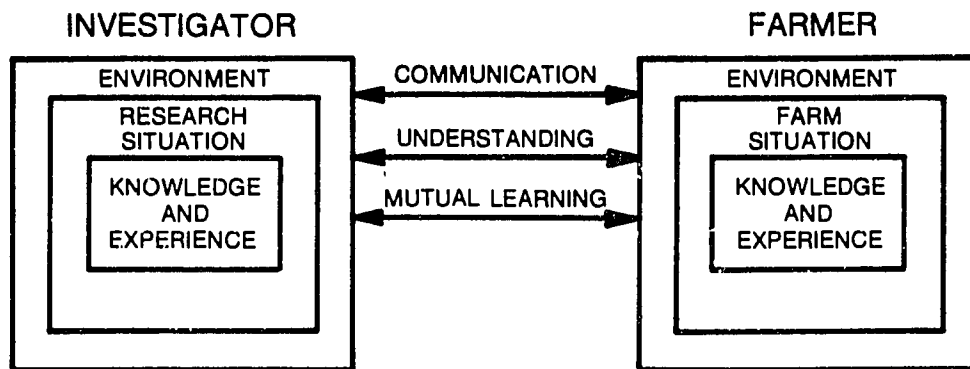 INVESTIGATOR
ENVIRONMENT
RESEARCH
SITUATION
KNOWLEDGE
AND
EXPERIENCE
COMMUNICATION
UNDERSTANDING
MUTUAL LEARNING
FARMER
ENVIRONMENT
FARM
SITUATION
KNOWLEDGE
AND
EXPERIENCE